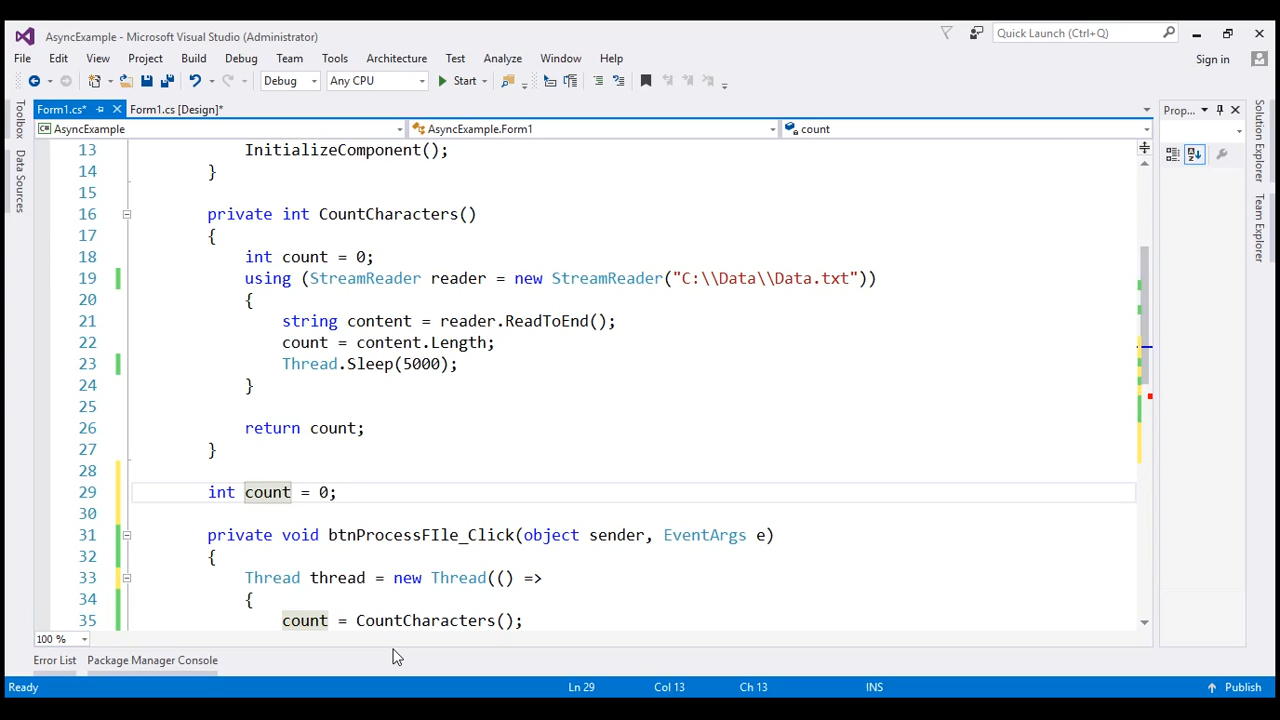 AsyncExample - Microsoft Visual Studio (Administrator)
Quick Launch (Ctrl+Q)
File Edit View Project Build Debug Team Tools Architecture Test Analyze Window Help
Sign in
Debug Any CPU Start
Form1.cs* Form1.cs [Design]*
Prop...
AsyncExample AsyncExample.Form1 count
Toolbox
Data Sources
Solution Explorer
Team Explorer
13 InitializeComponent();
14 }
15
16 private int CountCharacters()
17 {
18 int count = 0;
19 using (StreamReader reader = new StreamReader("C:\\Data\\Data.txt"))
20 {
21 string content = reader.ReadToEnd();
22 count = content.Length;
23 Thread.Sleep(5000);
24 }
25
26 return count;
27 }
28
29 int count = 0;
30
31 private void btnProcessFIle_Click(object sender, EventArgs e)
32 {
33 Thread thread = new Thread(() =>
34 {
35 count = CountCharacters();
100 %
Error List Package Manager Console
Ready Ln 29 Col 13 Ch 13 INS Publish